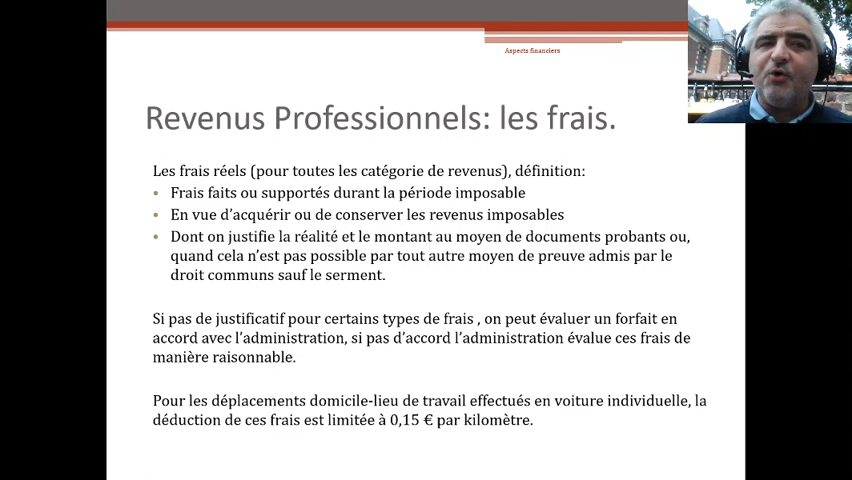 Aspects financiers
Revenus Professionnels: les frais.
Les frais réels (pour toutes les catégorie de revenus), définition:
• Frais faits ou supportés durant la période imposable
• En vue d’acquérir ou de conserver les revenus imposables
• Dont on justifie la réalité et le montant au moyen de documents probants ou,
quand cela n’est pas possible par tout autre moyen de preuve admis par le
droit communs sauf le serment.
Si pas de justificatif pour certains types de frais , on peut évaluer un forfait en
accord avec l’administration, si pas d’accord l’administration évalue ces frais de
manière raisonnable.
Pour les déplacements domicile-lieu de travail effectués en voiture individuelle, la
déduction de ces frais est limitée à 0,15 € par kilomètre.